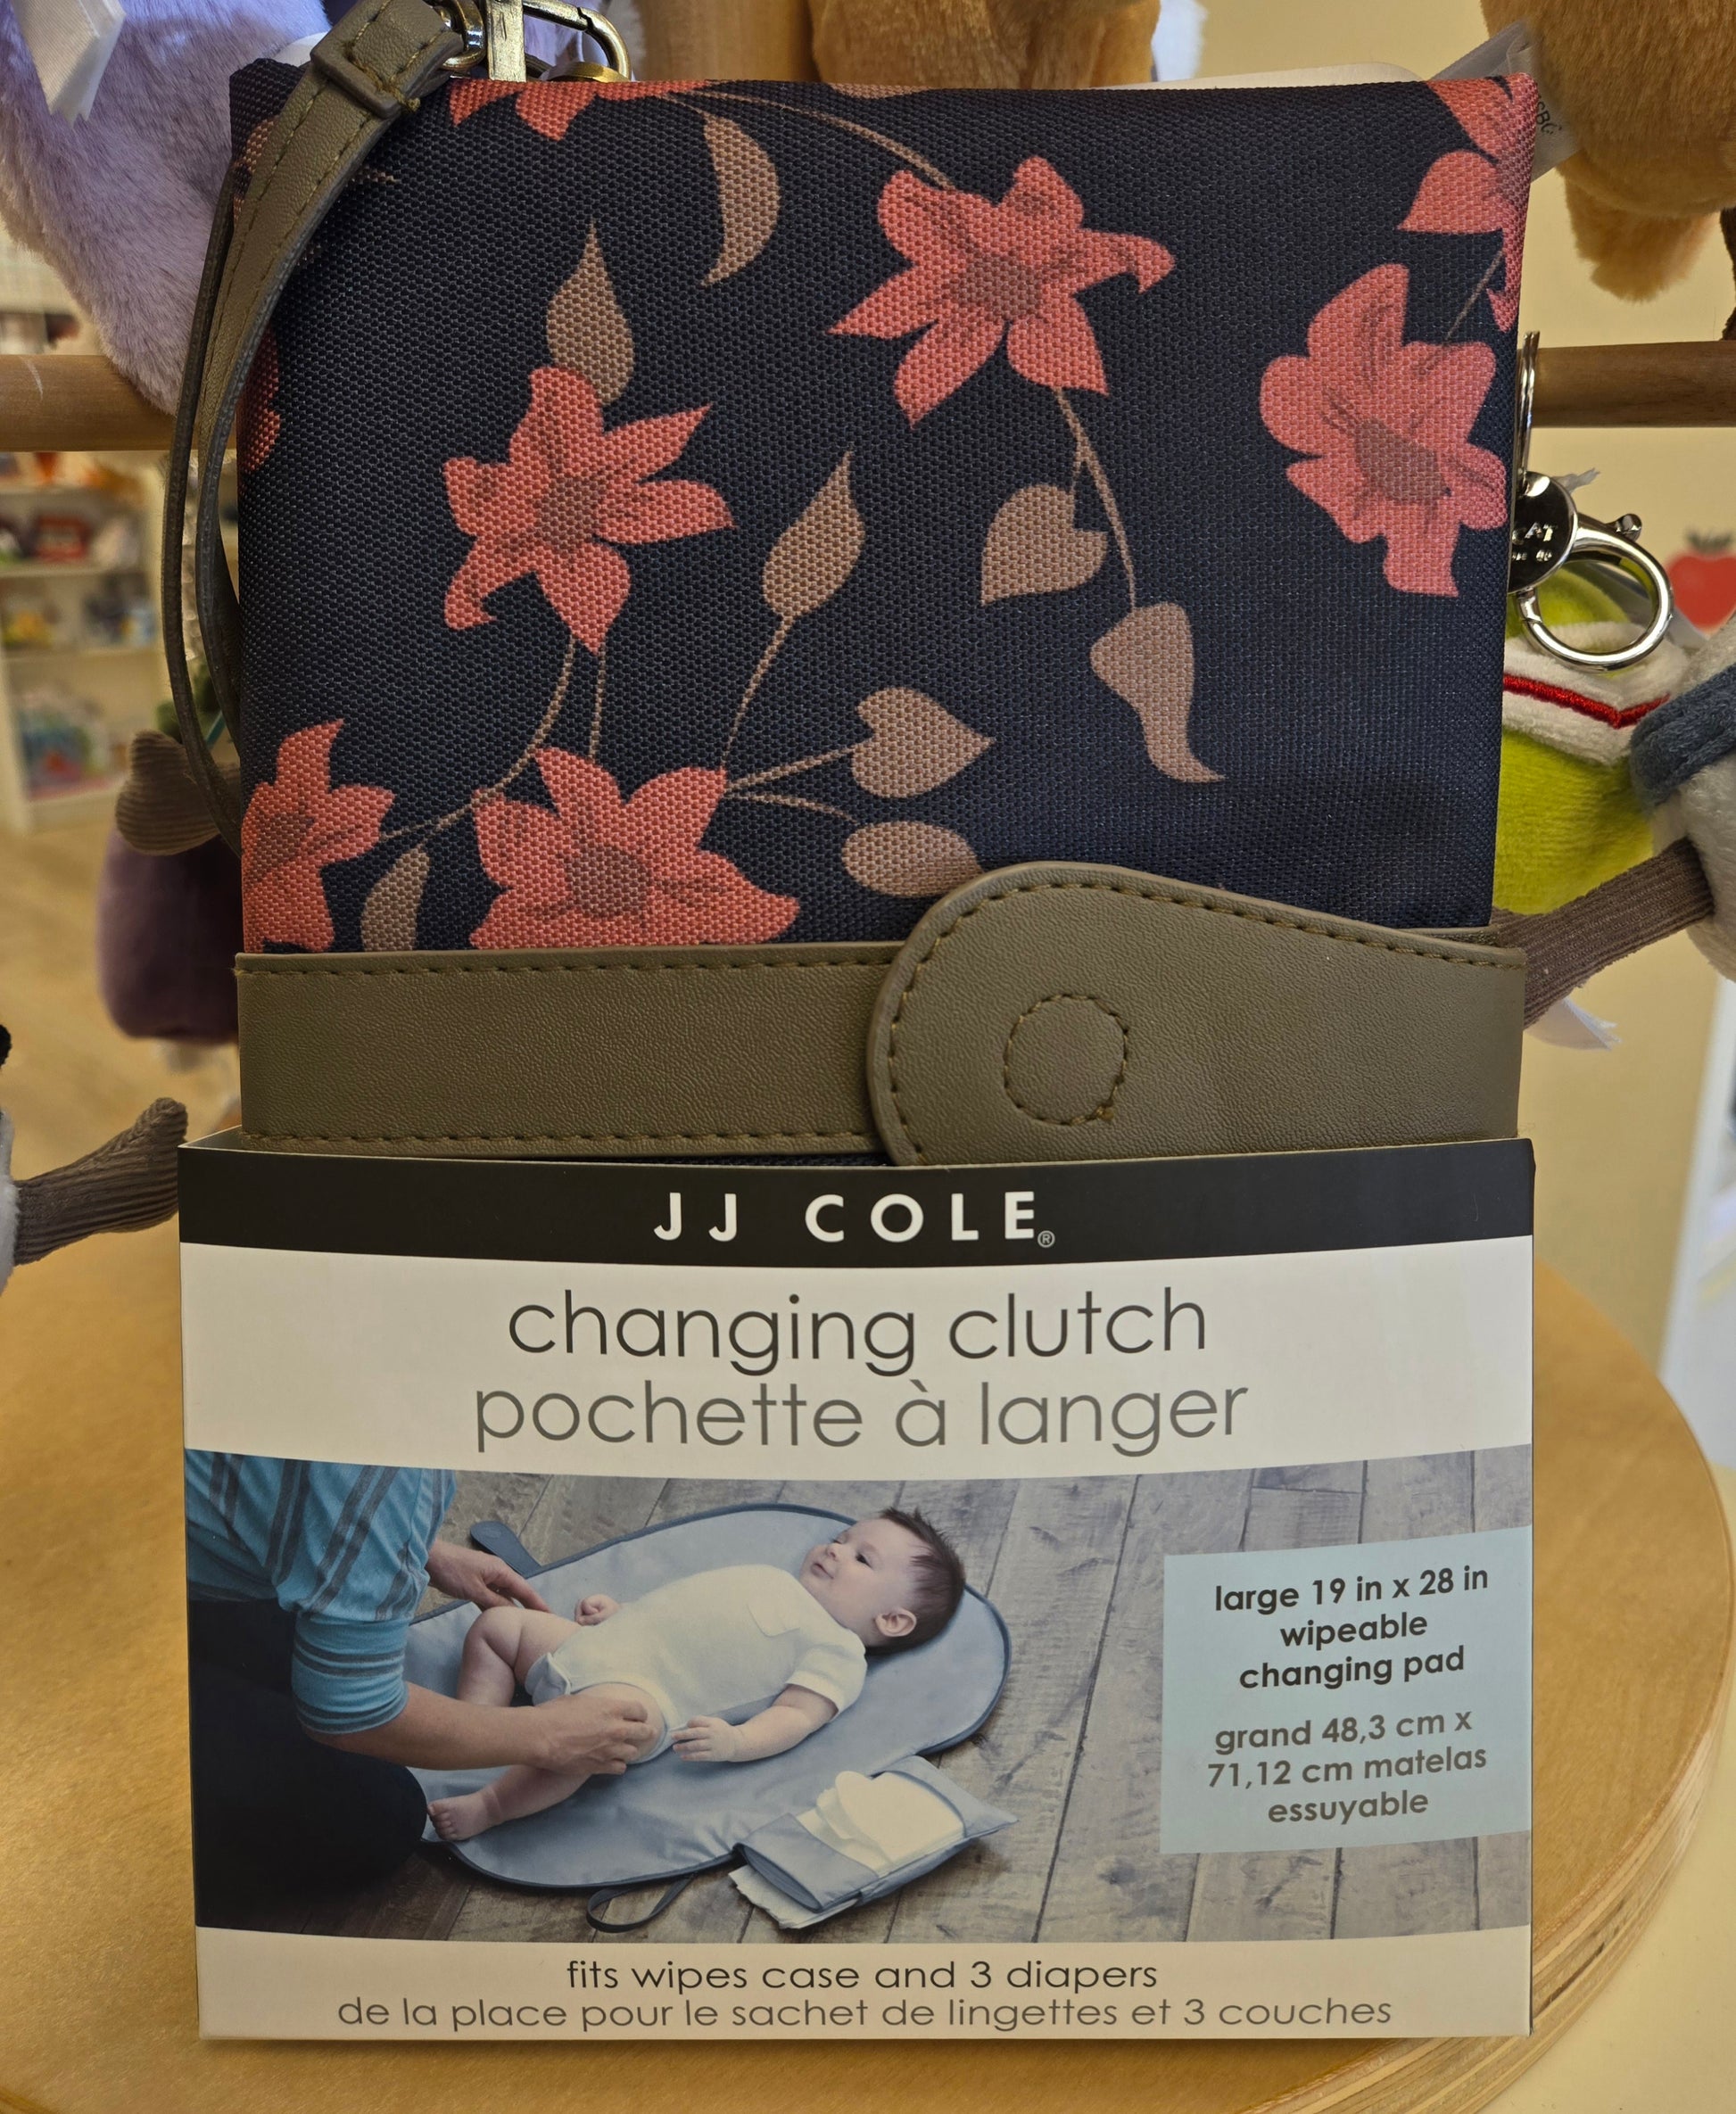 JJ COLE®
changing clutch
pochette à langer
large 19 in x 28 in
wipeable
changing pad
grand 48,3 cm x
71,12 cm matelas
essuyable
fits wipes case and 3 diapers
de la place pour le sachet de lingettes et 3 couches